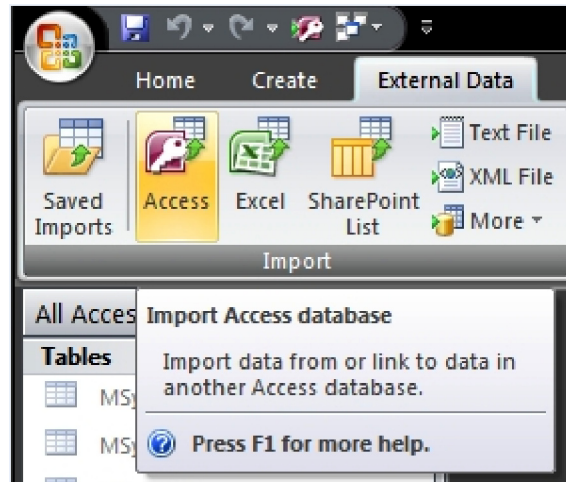 Home Create External Data
Saved
Imports
Access
Excel
SharePoint
List
Text File
XML File
More
Import
All Acces
Import Access database
Tables
Import data from or link to data in
another Access database.
MSy
MSy
Press F1 for more help.